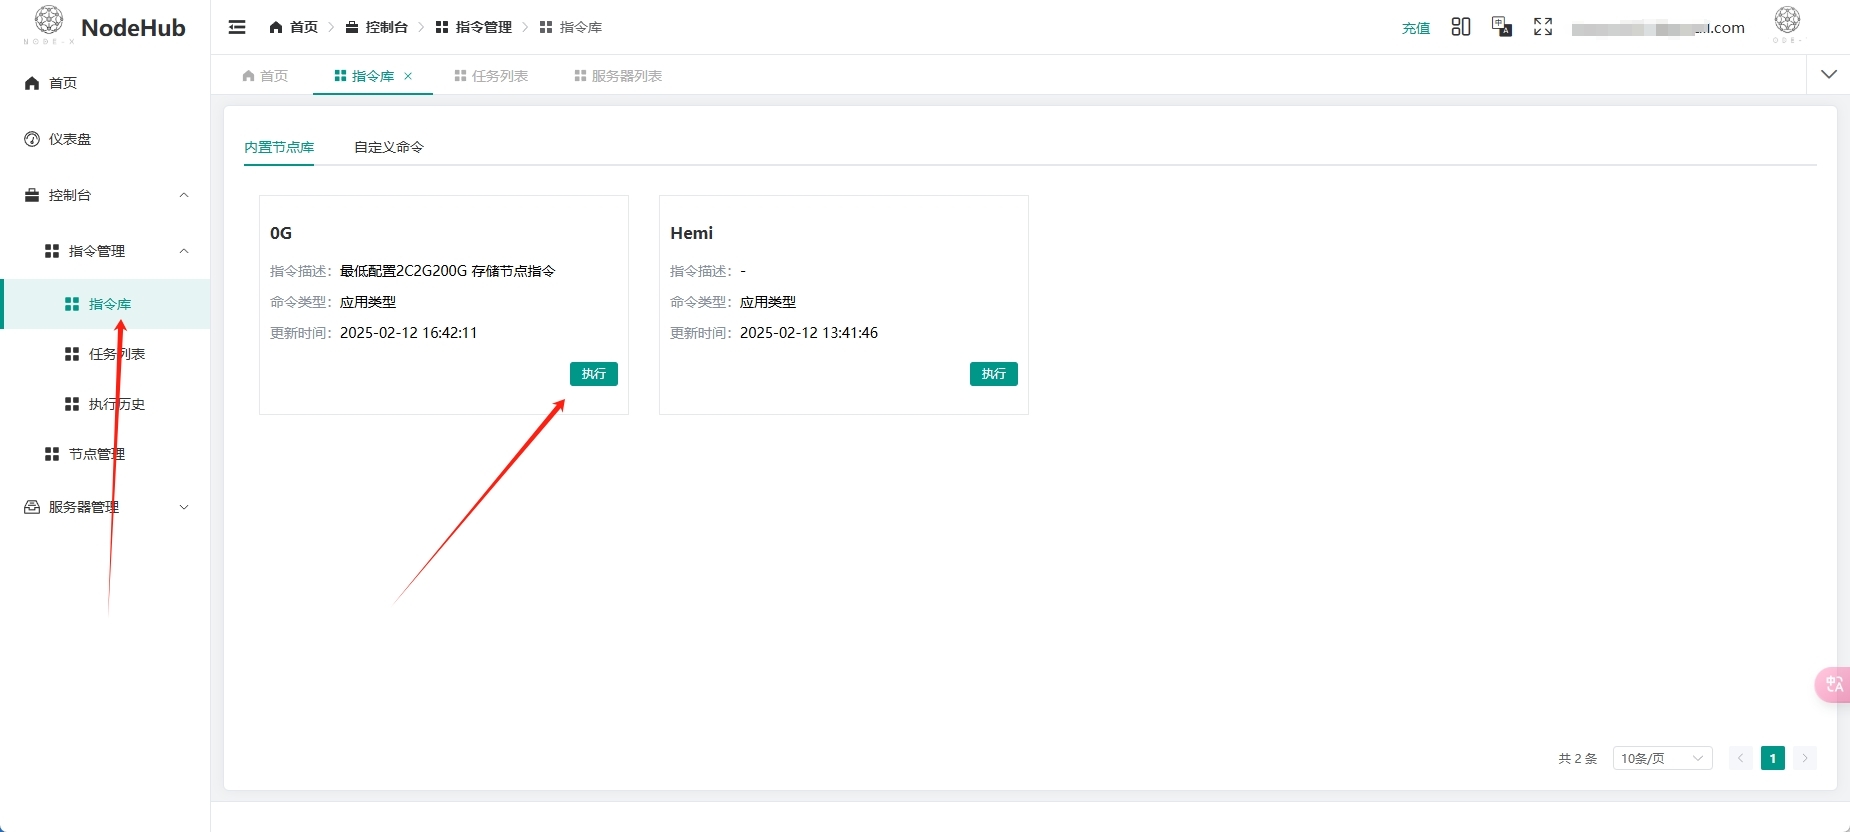 NODE-X
NodeHub
首页
控制台
指令管理
指令库
充值
.com
首页
指令库
任务列表
服务器列表
首页
仪表盘
控制台
指令管理
指令库
任务列表
执行历史
节点管理
服务器管理
内置节点库
自定义命令
0G
指令描述： 最低配置2C2G200G 存储节点指令
命令类型： 应用类型
更新时间： 2025-02-12 16:42:11
执行
Hemi
指令描述： -
命令类型： 应用类型
更新时间： 2025-02-12 13:41:46
执行
共 2 条
10条/页
1